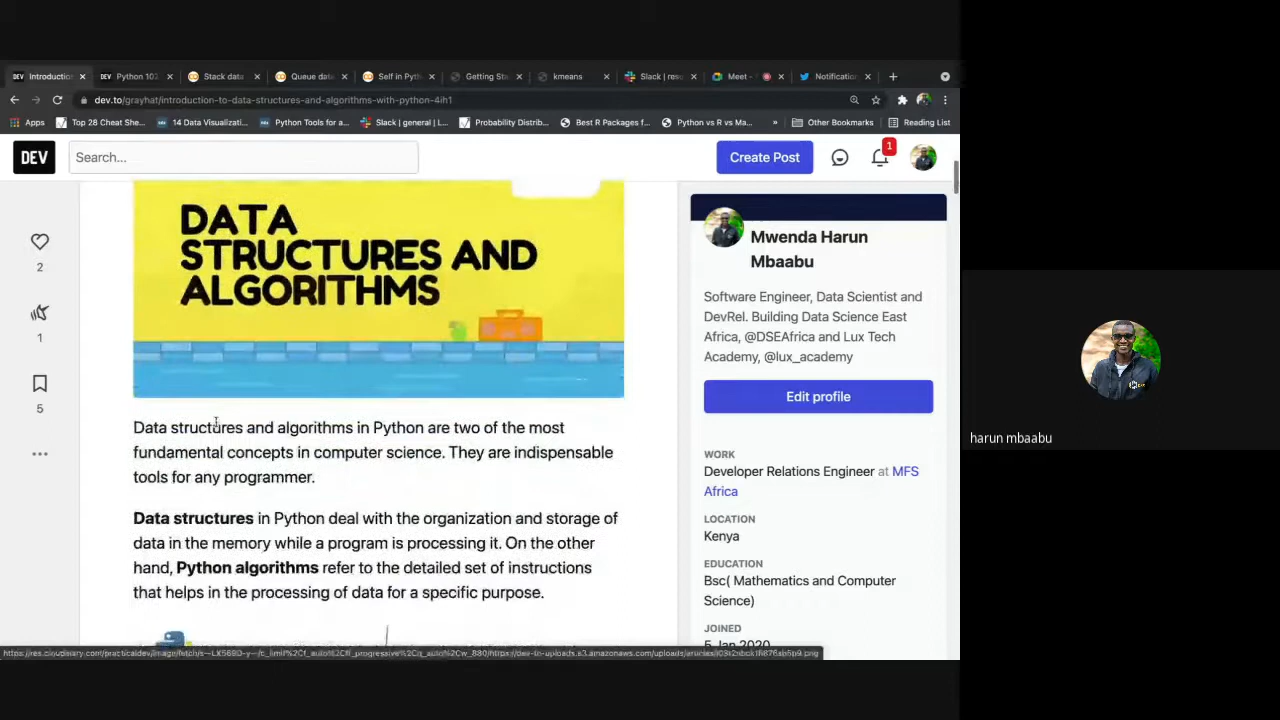 Introduction
Python 10
Stack data
Queue dat
Self in Pyth
Getting St
kmeans
Slack | res
Meet -
Notification
dev.to/grayhat/introduction-to-data-structures-and-algorithms-with-python-4ih1
Apps
Top 28 Cheat She...
14 Data Visualizati...
Python Tools for a...
Slack | general | L...
Probability Distrib...
Best R Packages f...
Python vs R vs Ma...
»
Other Bookmarks
Reading List
DEV
Search...
Create Post
1
DATA
STRUCTURES AND
ALGORITHMS
2
1
5
Data structures and algorithms in Python are two of the most
fundamental concepts in computer science. They are indispensable
tools for any programmer.
Data structures in Python deal with the organization and storage of
data in the memory while a program is processing it. On the other
hand, Python algorithms refer to the detailed set of instructions
that helps in the processing of data for a specific purpose.
Mwenda Harun
Mbaabu
Software Engineer, Data Scientist and
DevRel. Building Data Science East
Africa, @DSEAfrica and Lux Tech
Academy, @lux_academy
Edit profile
WORK
Developer Relations Engineer at MFS
Africa
LOCATION
Kenya
EDUCATION
Bsc( Mathematics and Computer
Science)
JOINED
5 Jan 2020
harun mbaabu